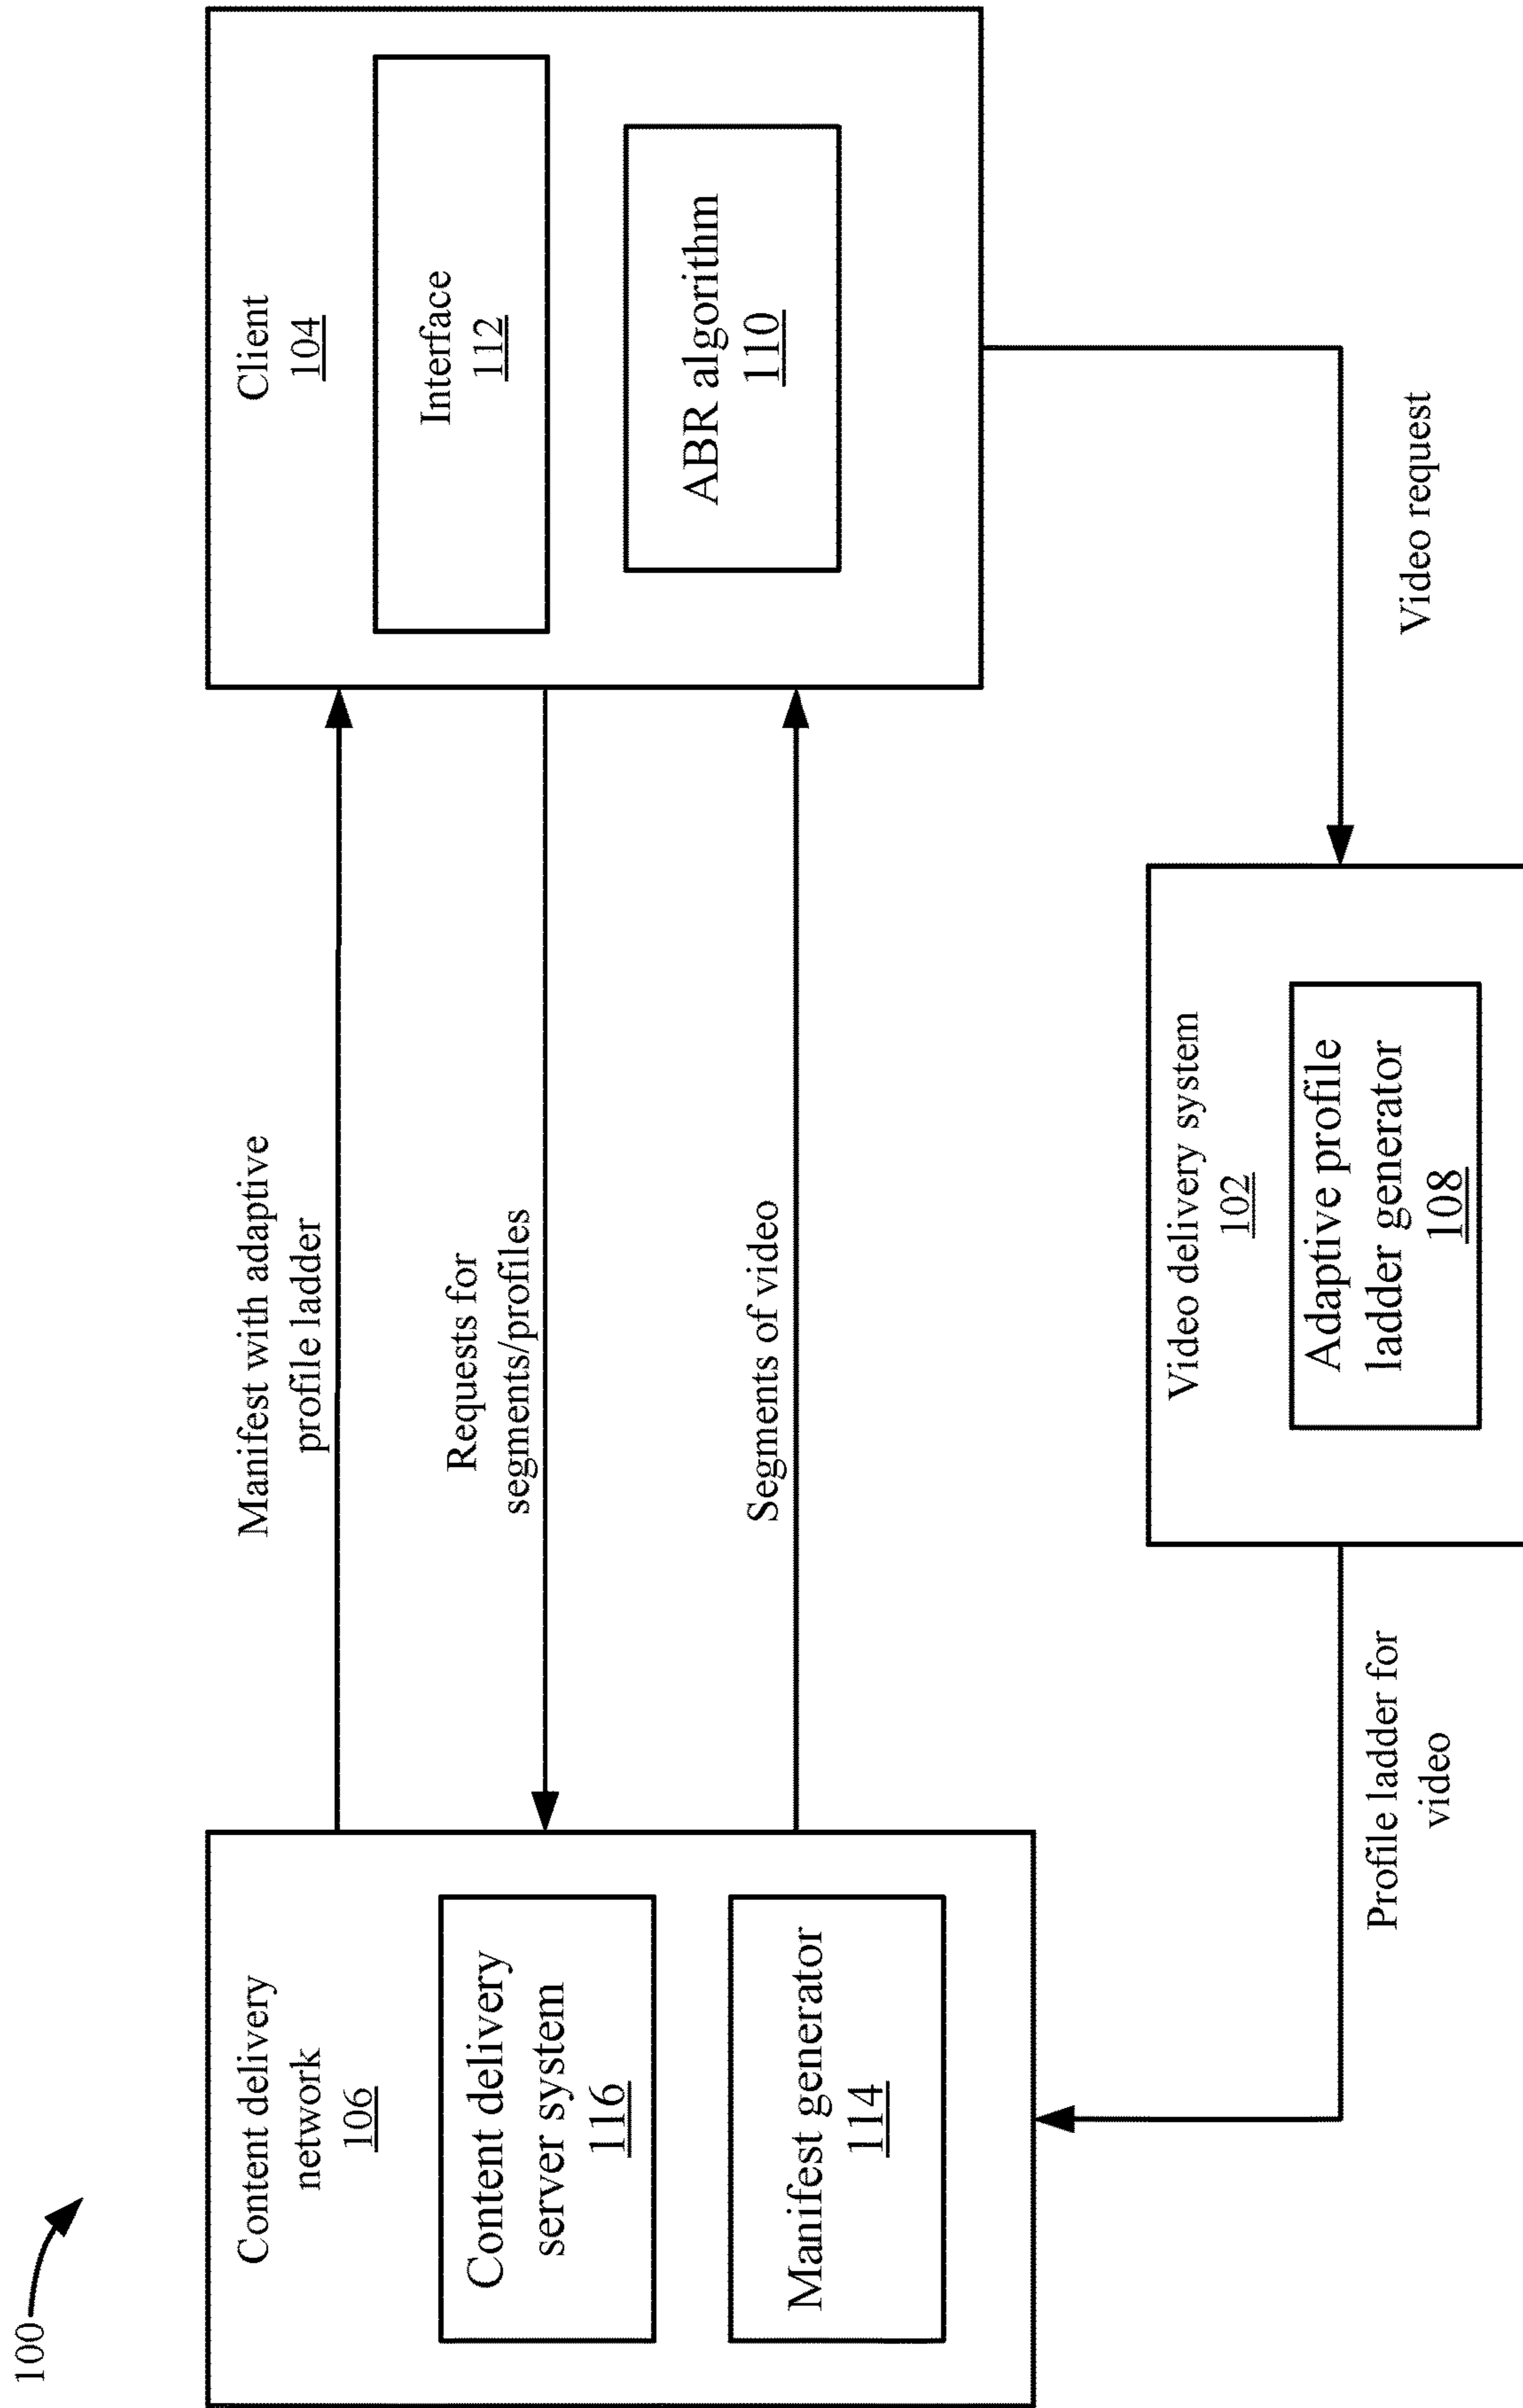 100
Content delivery
network
106
Content delivery
server system
116
Manifest generator
114
Manifest with adaptive
profile ladder
Requests for
segments/profiles
Segments of video
Client
104
Interface
112
ABR algorithm
110
Profile ladder for
video
Video delivery system
102
Adaptive profile
ladder generator
108
Video request